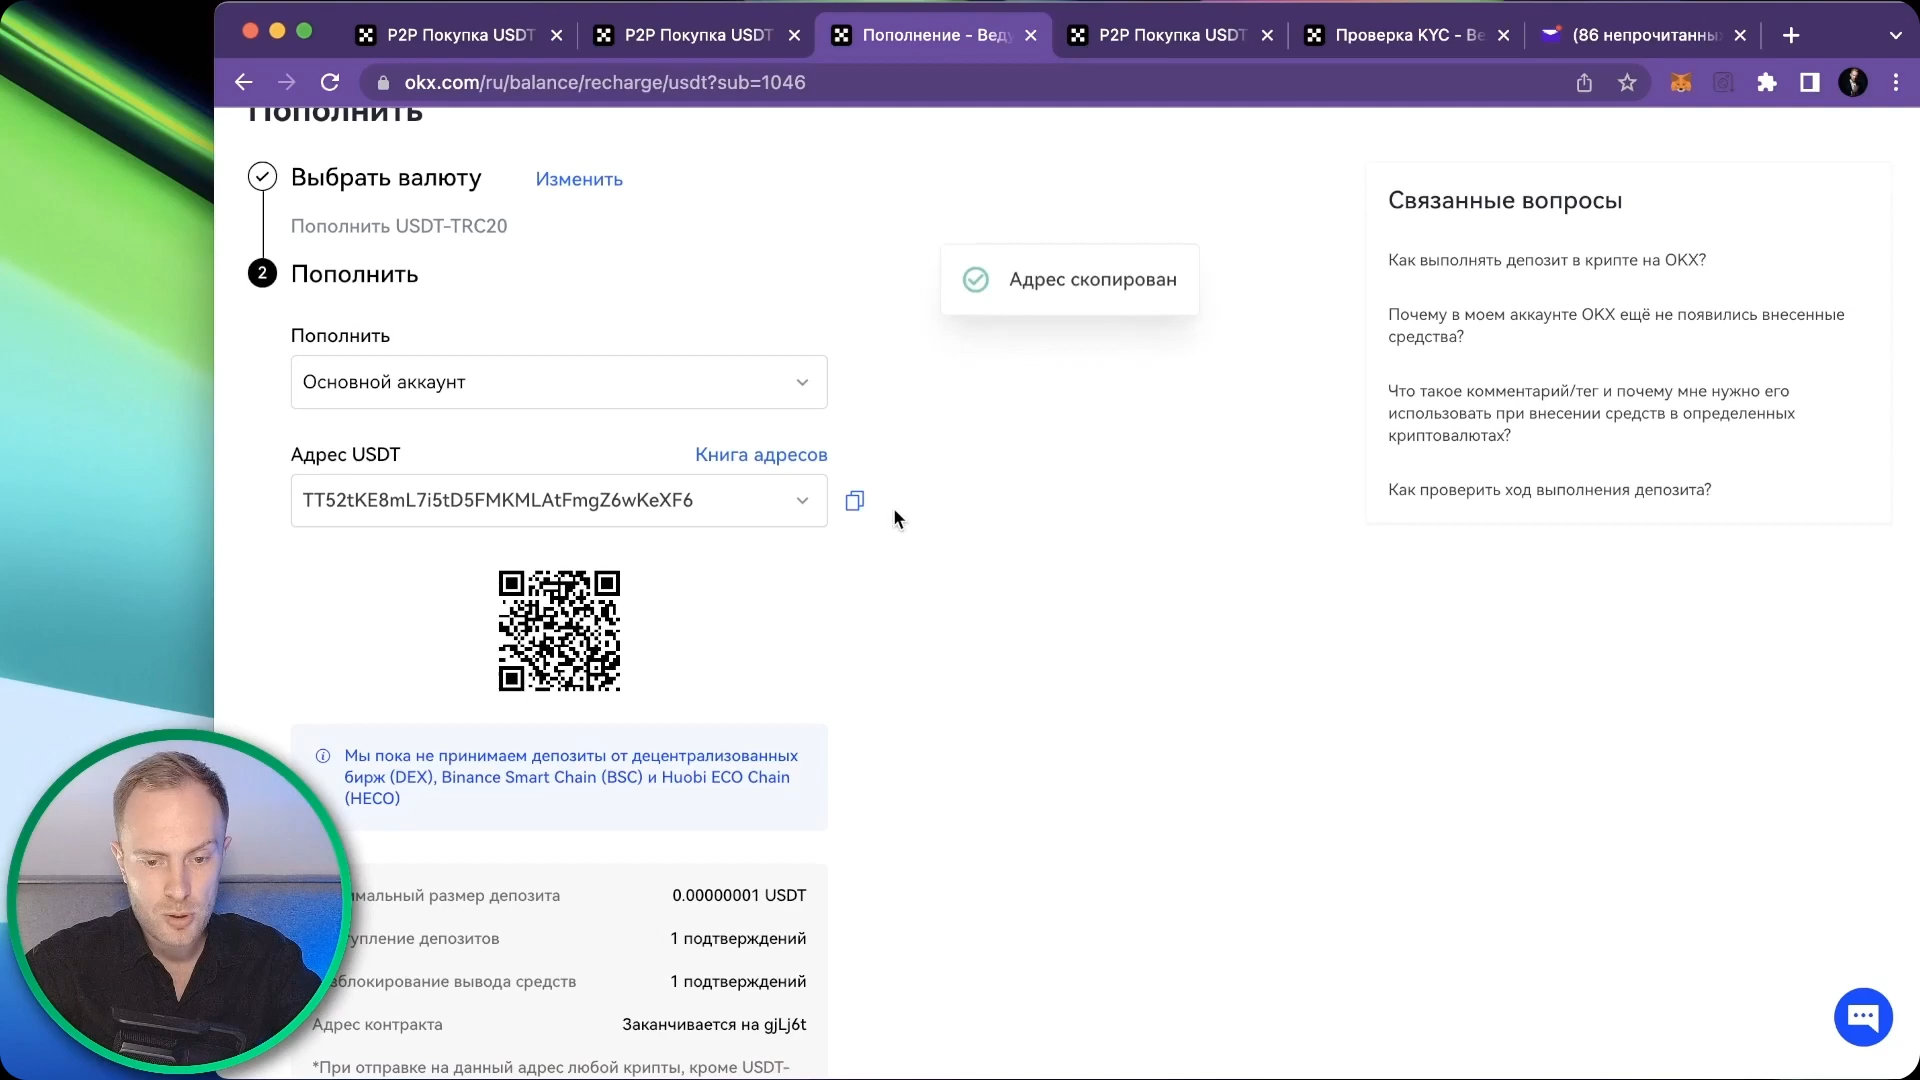 P2P Покупка USDT
P2P Покупка USDT
Пополнение - Вед
P2P Покупка USDT
Проверка KYC - Ве
(86 непрочитанны
okx.com/ru/balance/recharge/usdt?sub=1046
Пополнить
Выбрать валюту
Изменить
Пополнить USDT-TRC20
2
Пополнить
Адрес скопирован
Пополнить
Основной аккаунт
Адрес USDT
Книга адресов
TT52tKE8mL7i5tD5FMKMLAtFmgZ6wKeXF6
Мы пока не принимаем депозиты от децентрализованных
бирж (DEX), Binance Smart Chain (BSC) и Huobi ECO Chain
(HECO)
имальный размер депозита
0.00000001 USDT
упление депозитов
1 подтверждений
блокирование вывода средств
1 подтверждений
Адрес контракта
Заканчивается на gjLj6t
*При отправке на данный адрес любой крипты, кроме USDT-
Связанные вопросы
Как выполнять депозит в крипте на OKX?
Почему в моем аккаунте OKX ещё не появились внесенные
средства?
Что такое комментарий/тег и почему мне нужно его
использовать при внесении средств в определенных
криптовалютах?
Как проверить ход выполнения депозита?